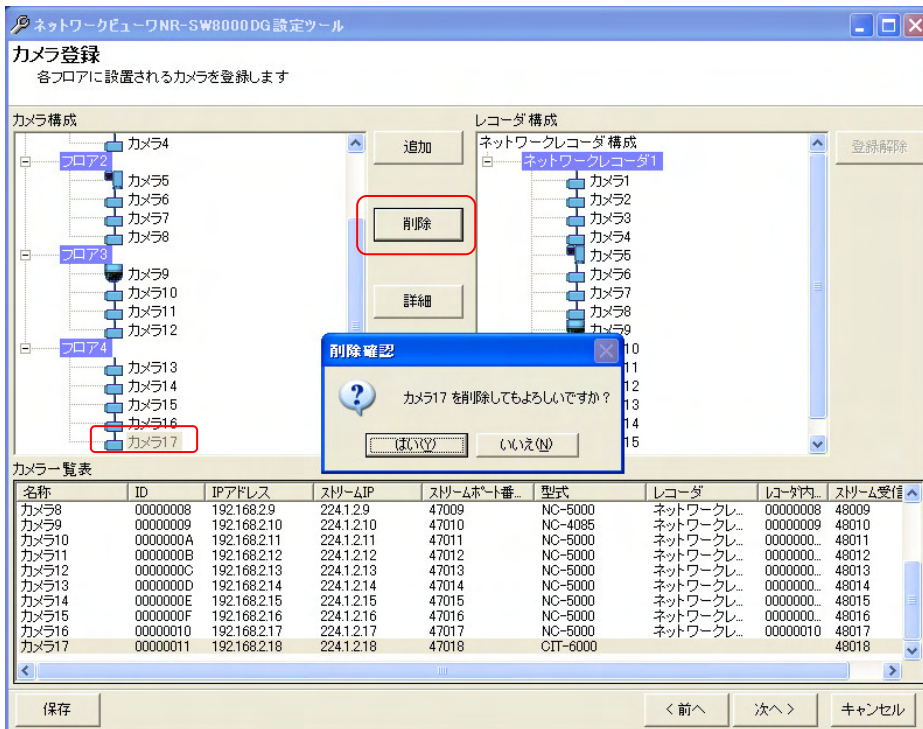 ネットワークビューワNR-SW8000DG設定ツール
カメラ登録
各フロアに設置されるカメラを登録します
カメラ構成
カメラ4
フロア2
カメラ5
カメラ6
カメラ7
カメラ8
フロア3
カメラ9
カメラ10
カメラ11
カメラ12
フロア4
カメラ13
カメラ14
カメラ15
カメラ16
カメラ17
追加
削除
詳細
レコーダ構成
ネットワークレコーダ構成
ネットワークレコーダ1
カメラ1
カメラ2
カメラ3
カメラ4
カメラ5
カメラ6
カメラ7
カメラ8
カメラ9
10
11
12
13
14
15
登録解除
削除確認
カメラ17 を削除してもよろしいですか？
はい(Y)
いいえ(N)
カメラ一覧表
名称 ID IPアドレス ストリームIP ストリームポート番... 型式 レコーダ レコーダ内... ストリーム受信
カメラ8 00000008 192.168.2.9 224.1.2.9 47009 NC-5000 ネットワークレ... 00000008 48009
カメラ9 00000009 192.168.2.10 224.1.2.10 47010 NC-4085 ネットワークレ... 00000009 48010
カメラ10 0000000A 192.168.2.11 224.1.2.11 47011 NC-5000 ネットワークレ... 0000000... 48011
カメラ11 0000000B 192.168.2.12 224.1.2.12 47012 NC-5000 ネットワークレ... 0000000... 48012
カメラ12 0000000C 192.168.2.13 224.1.2.13 47013 NC-5000 ネットワークレ... 0000000... 48013
カメラ13 0000000D 192.168.2.14 224.1.2.14 47014 NC-5000 ネットワークレ... 0000000... 48014
カメラ14 0000000E 192.168.2.15 224.1.2.15 47015 NC-5000 ネットワークレ... 0000000... 48015
カメラ15 0000000F 192.168.2.16 224.1.2.16 47016 NC-5000 ネットワークレ... 0000000... 48016
カメラ16 00000010 192.168.2.17 224.1.2.17 47017 NC-5000 ネットワークレ... 00000010 48017
カメラ17 00000011 192.168.2.18 224.1.2.18 47018 CIT-6000 48018
保存
< 前へ
次へ >
キャンセル